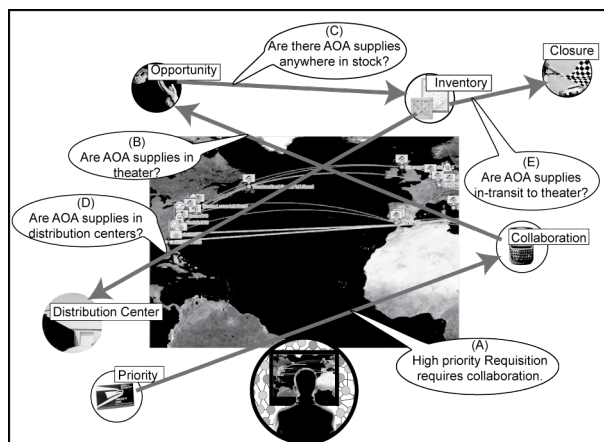 (C)
Are there AOA supplies
anywhere in stock?
Closure
Opportunity
Inventory
(B)
Are AOA supplies in
theater?
(E)
Are AOA supplies
in-transit to theater?
(D)
Are AOA supplies in
distribution centers?
Collaboration
Distribution Center
(A)
High priority Requisition
requires collaboration.
Priority